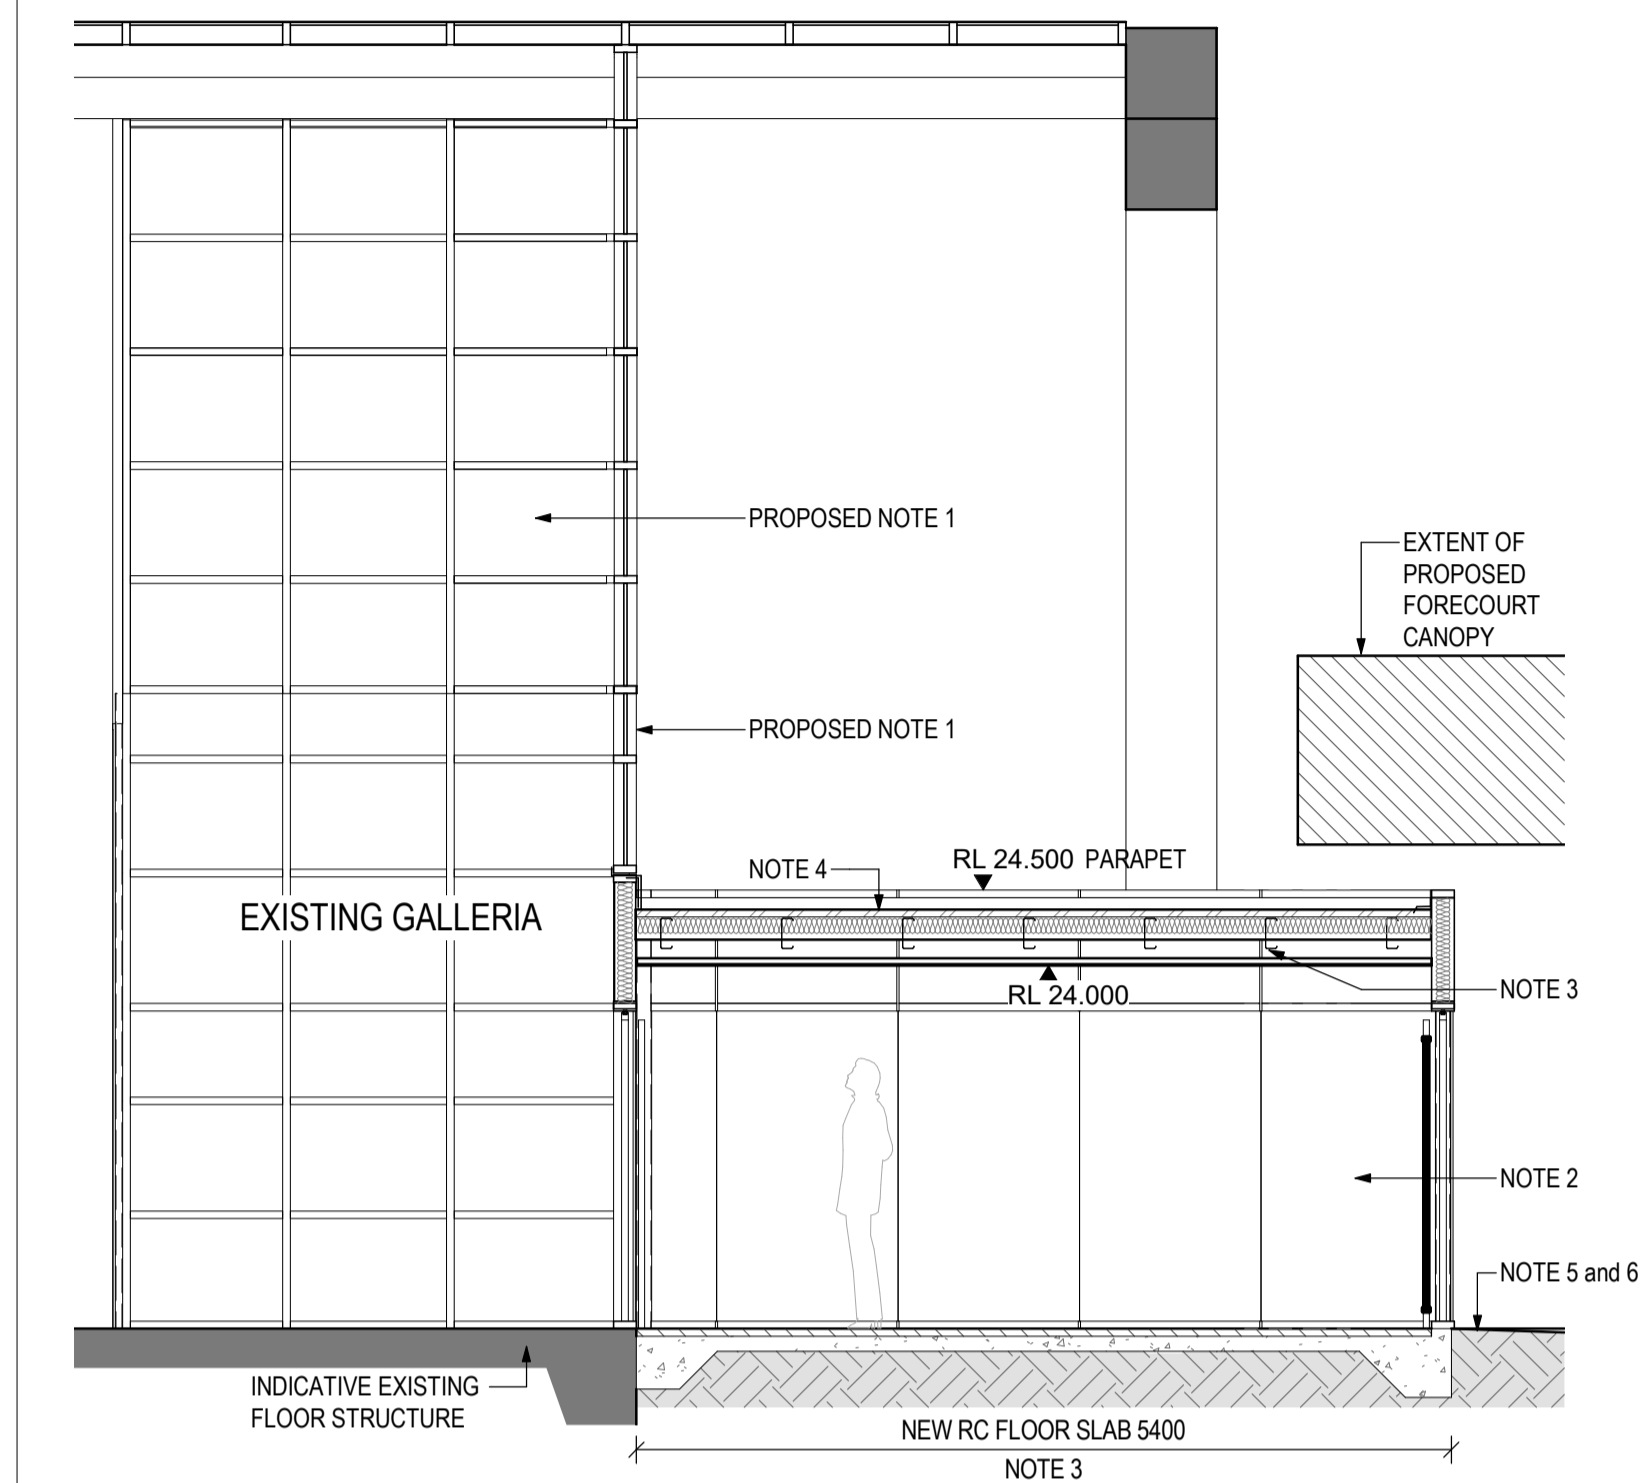 PROPOSED NOTE 1
EXTENT OF
PROPOSED
FORECOURT
CANOPY
PROPOSED NOTE 1
NOTE 4
RL 24.500 PARAPET
EXISTING GALLERIA
RL 24.000
NOTE 3
NOTE 2
NOTE 5 and 6
INDICATIVE EXISTING
FLOOR STRUCTURE
NEW RC FLOOR SLAB 5400
NOTE 3